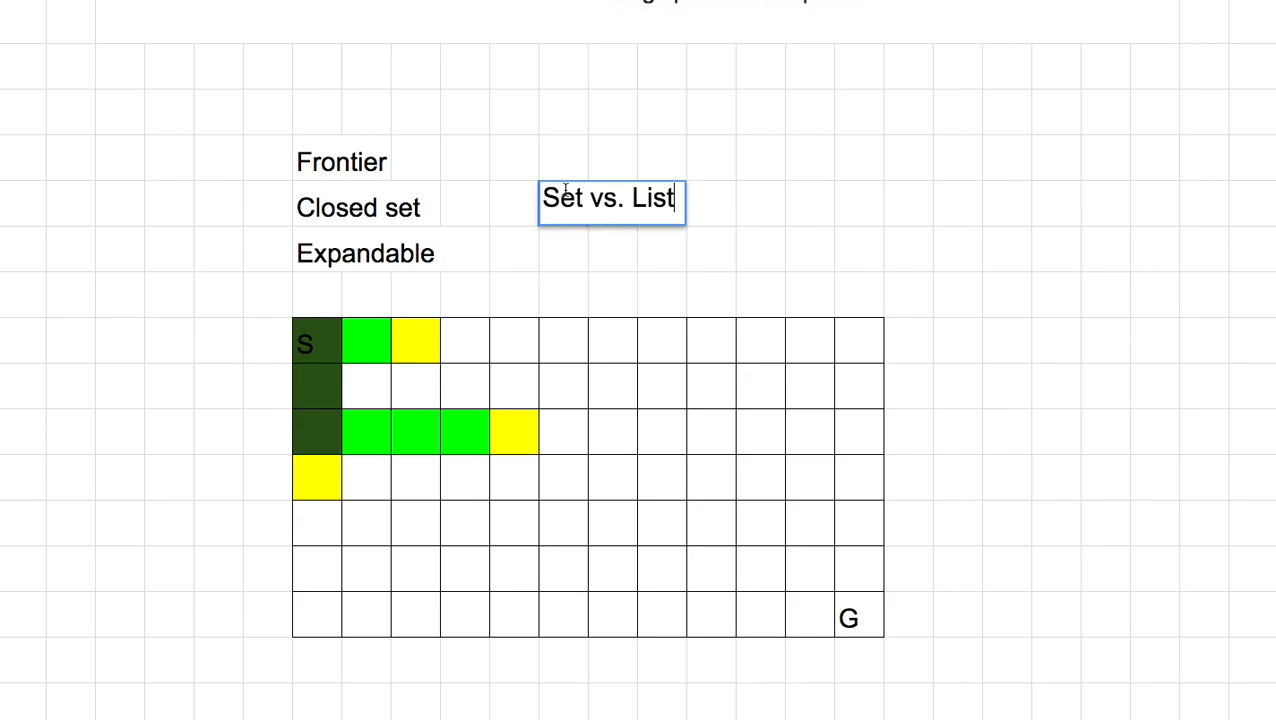 Frontier
Closed set
Set vs. List
Expandable
S
G